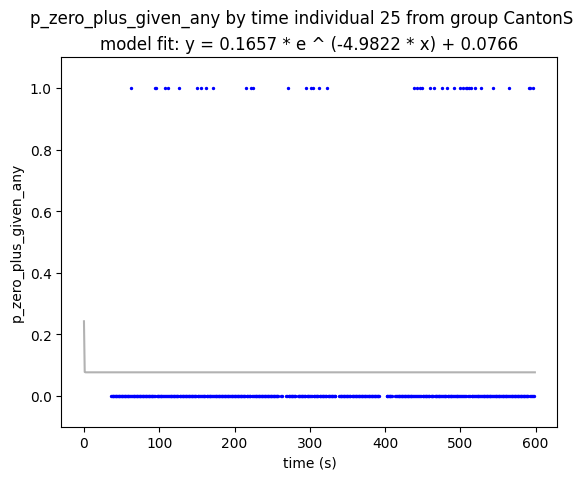 p_zero_plus_given_any by time individual 25 from group CantonS
model fit: y = 0.1657 * e ^ (-4.9822 * x) + 0.0766
1.0
0.8
0.6
0.4
0.2
0.0
p_zero_plus_given_any
0 100 200 300 400 500 600
time (s)